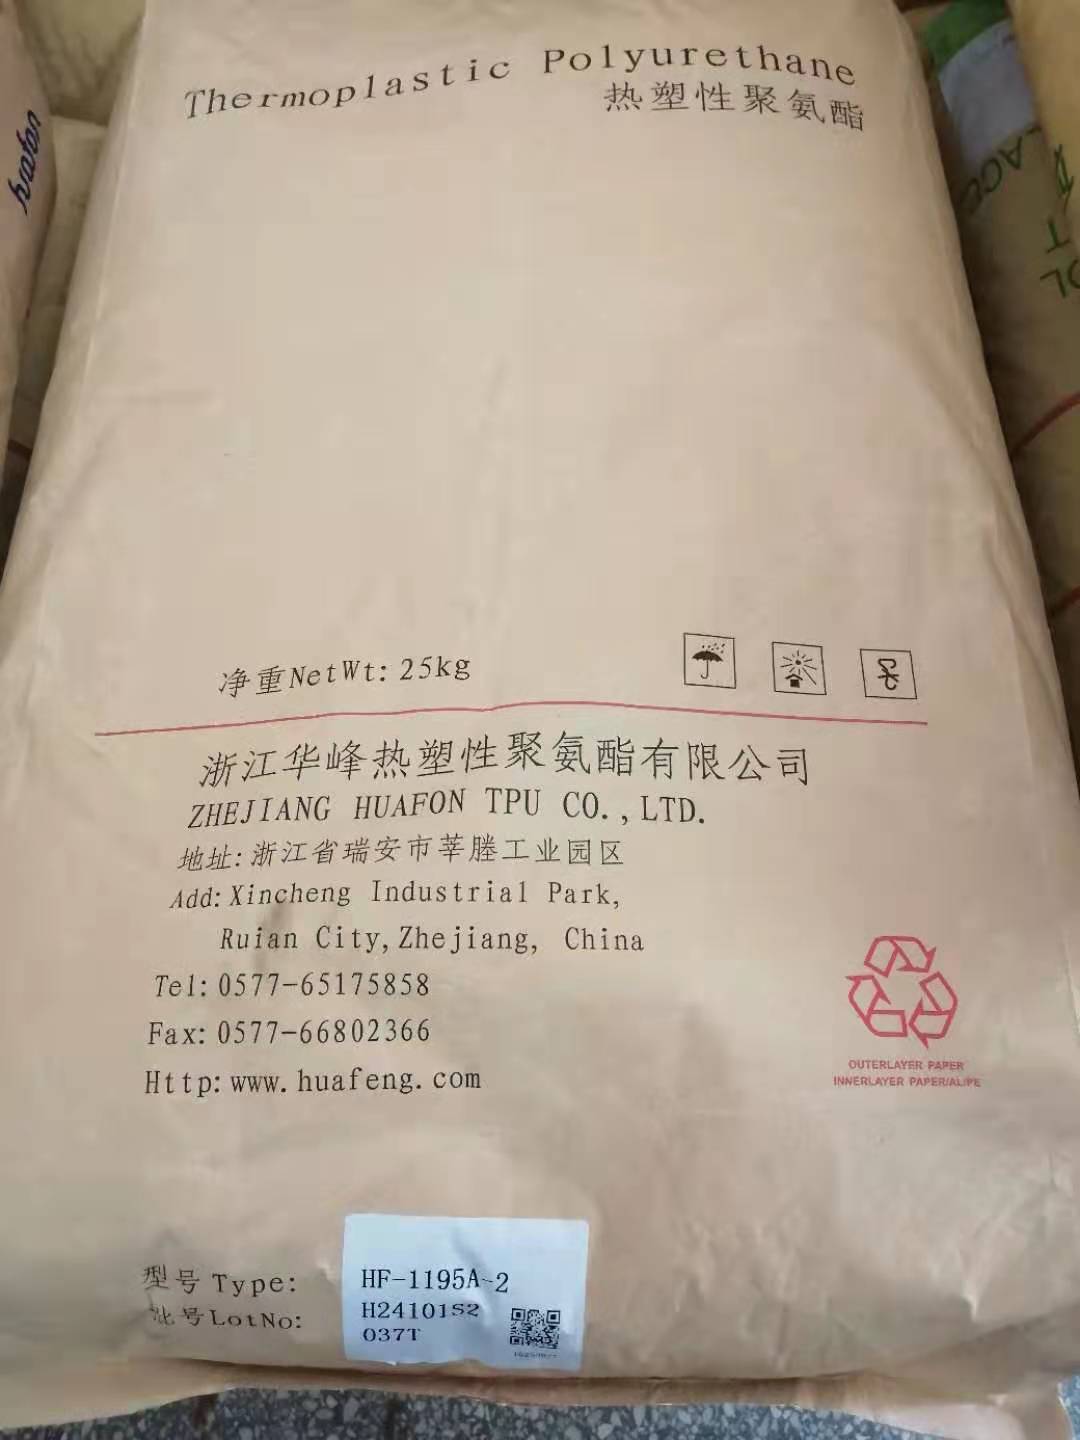 Thermoplastic Polyurethane
热塑性聚氨酯
huafon
净重NetWt: 25kg
浙江华峰热塑性聚氨酯有限公司
ZHEJIANG HUAFON TPU CO.,LTD.
地址:浙江省瑞安市莘塍工业园区
Add: Xincheng Industrial Park,
Ruian City, Zhejiang, China
Tel: 0577-65175858
Fax: 0577-66802366
Http: www.huafeng.com
OUTERLAYER PAPER
INNERLAYER PAPER/AL/PE
型号 Type: HF-1195A-2
批号 LotNo: H24101S2
037T